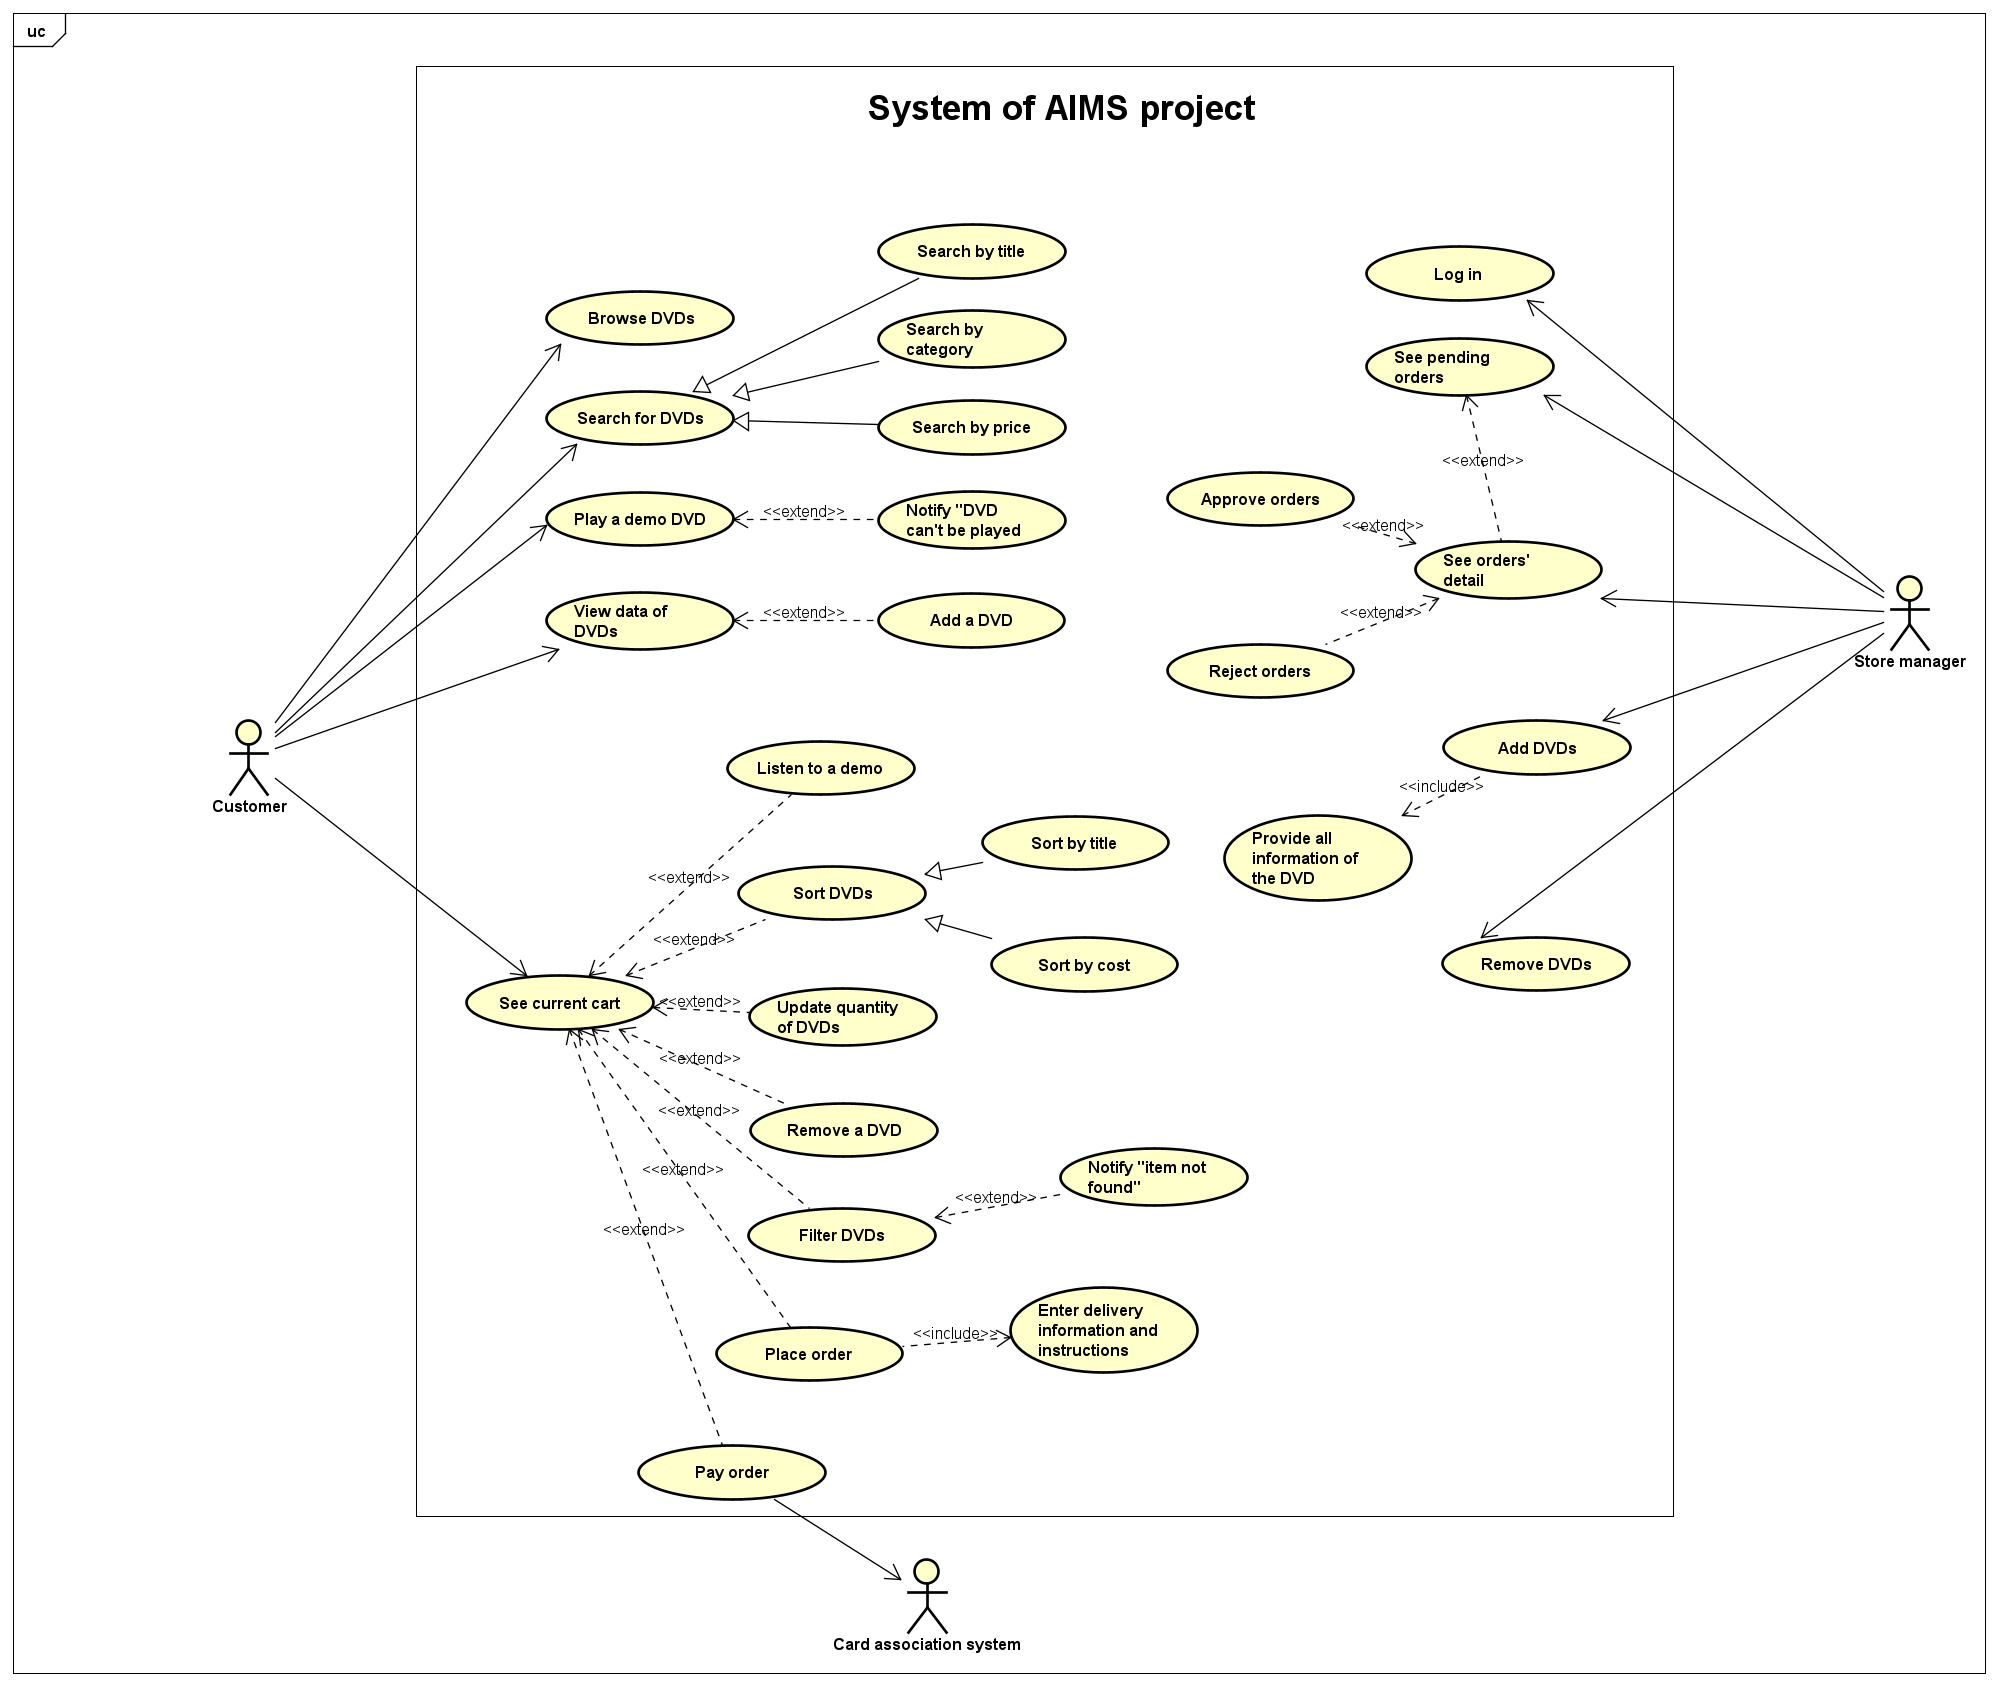 uc
System of AIMS project
Search by title
Log in
Browse DVDs
Search by
category
See pending
orders
Search for DVDs
Search by price
<<extend>>
Approve orders
Play a demo DVD
<<extend>>
Notify "DVD
can't be played
<<extend>>
See orders'
detail
View data of
DVDs
<<extend>>
Add a DVD
<<extend>>
Reject orders
Store manager
Customer
Listen to a demo
Add DVDs
<<include>>
Sort by title
Provide all
information of
the DVD
<<extend>>
Sort DVDs
<<extend>>
Sort by cost
Remove DVDs
See current cart
<<extend>>
Update quantity
of DVDs
<<extend>>
<<extend>>
Remove a DVD
<<extend>>
Notify "item not
found"
<<extend>>
<<extend>>
Filter DVDs
Enter delivery
information and
instructions
<<include>>
Place order
Pay order
Card association system